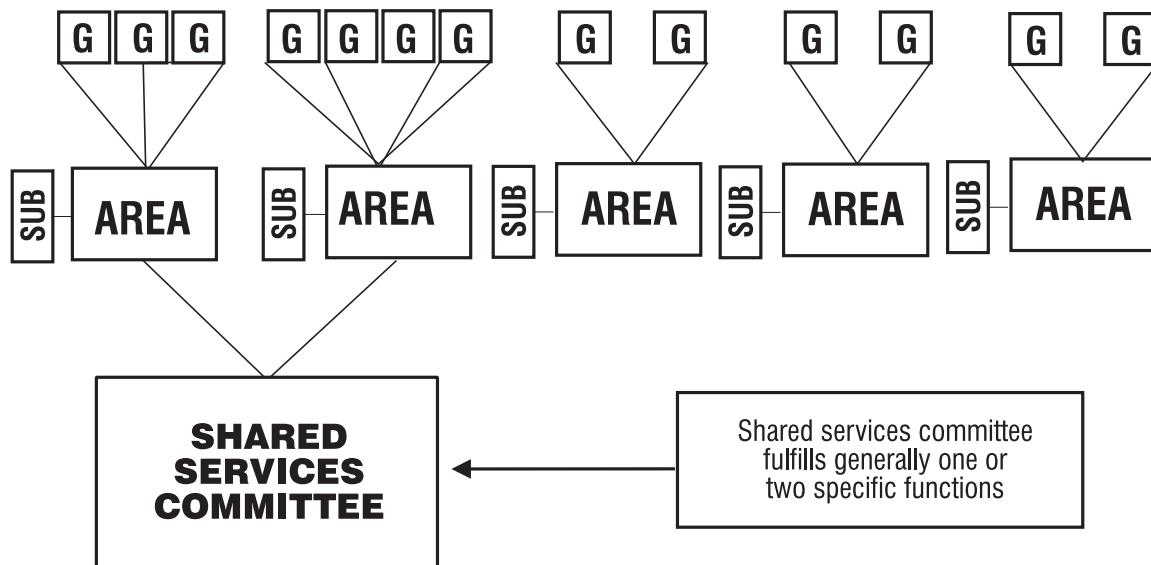 G G G G G G G G G G G G G
SUB AREA SUB AREA SUB AREA SUB AREA SUB AREA
SHARED
SERVICES
COMMITTEE
Shared services committee
fulfills generally one or
two specific functions